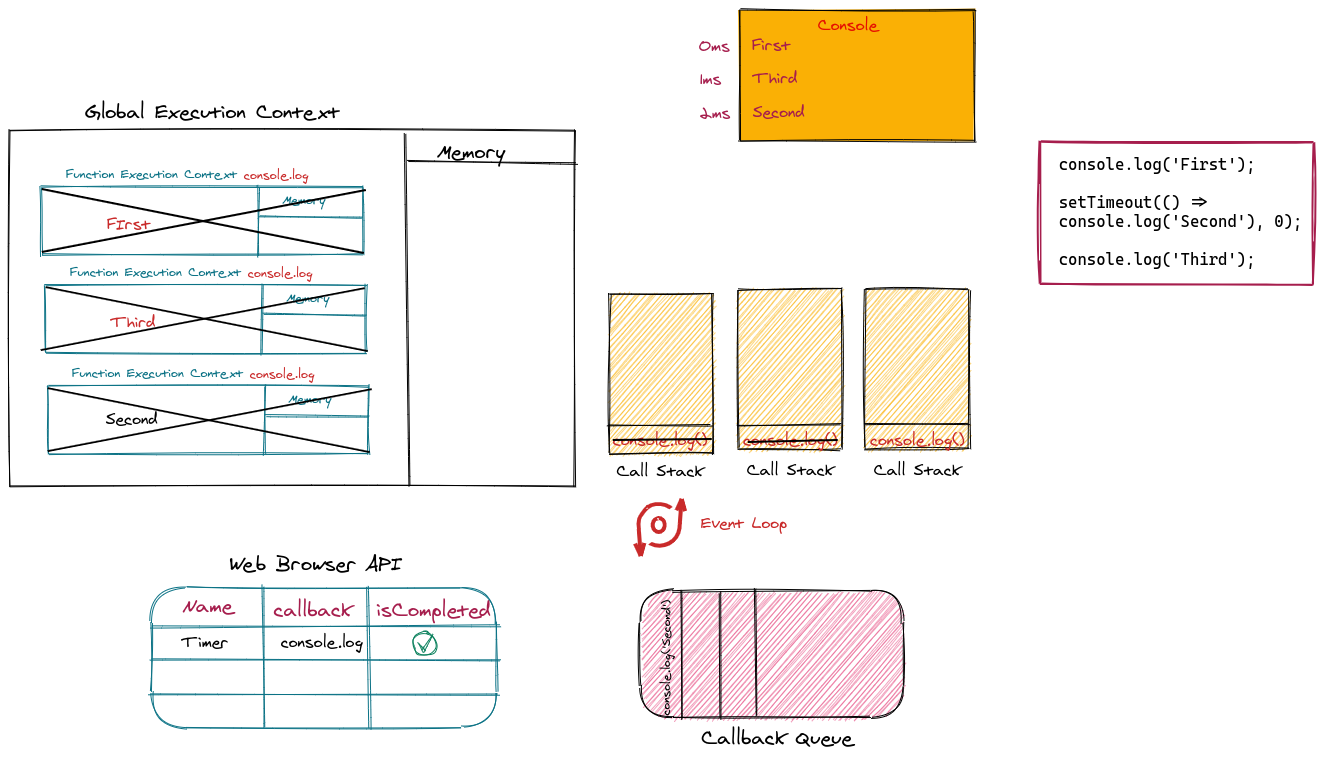 Console
0ms First
1ms Third
2ms Second
Global Execution Context
Memory
Function Execution Context console.log
Memory
FIrst
Function Execution Context console.log
Memory
Third
Function Execution Context console.log
Memory
Second
console.log('First');
setTimeout(() =>
console.log('Second'), 0);
console.log('Third');
console.log()
console.log()
console.log()
Call Stack
Call Stack
Call Stack
Event Loop
Web Browser API
Name callback isCompleted
Timer console.log
console.log('Second')
Callback Queue